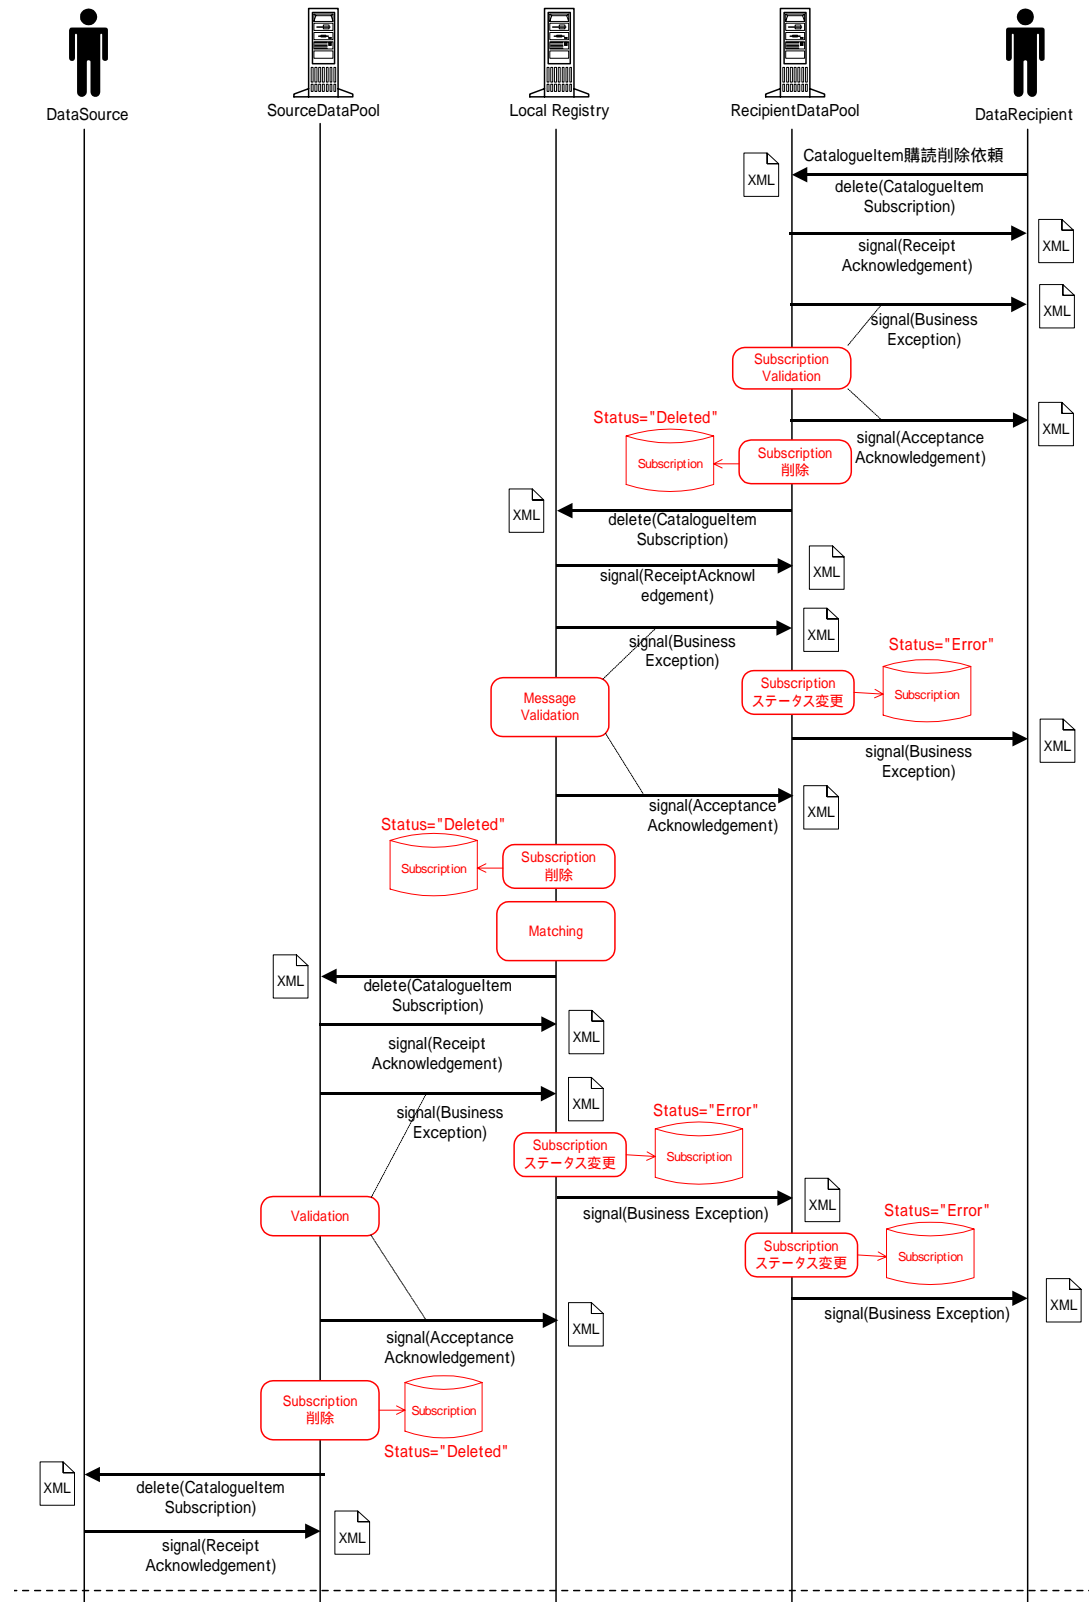 DataSource
SourceDataPool
Local Registry
RecipientDataPool
DataRecipient
CatalogueItem購読削除依頼
XML
delete(CatalogueItem
Subscription)
XML
signal(Receipt
Acknowledgement)
XML
signal(Business
Exception)
Subscription
Validation
Status="Deleted"
XML
signal(Acceptance
Acknowledgement)
Subscription
削除
Subscription
XML
delete(CatalogueItem
Subscription)
XML
signal(ReceiptAcknowl
edgement)
XML
signal(Business
Exception)
Status="Error"
Subscription
ステータス変更
Subscription
Message
Validation
XML
signal(Business
Exception)
XML
signal(Acceptance
Acknowledgement)
Status="Deleted"
Subscription
削除
Subscription
Matching
XML
delete(CatalogueItem
Subscription)
XML
signal(Receipt
Acknowledgement)
XML
signal(Business
Exception)
Status="Error"
Subscription
ステータス変更
Subscription
XML
signal(Business Exception)
Validation
Status="Error"
Subscription
ステータス変更
Subscription
XML
signal(Business Exception)
XML
signal(Acceptance
Acknowledgement)
Subscription
削除
Subscription
Status="Deleted"
XML
delete(CatalogueItem
Subscription)
XML
signal(Receipt
Acknowledgement)